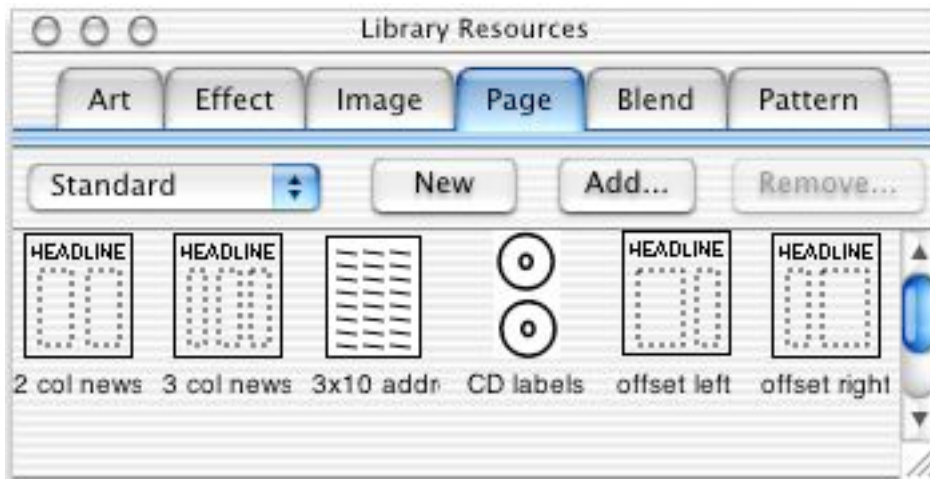 Library Resources
Art Effect Image Page Blend Pattern
Standard New Add... Remove...
HEADLINE HEADLINE HEADLINE HEADLINE
2 col news 3 col news 3x10 addr CD labels offset left offset right